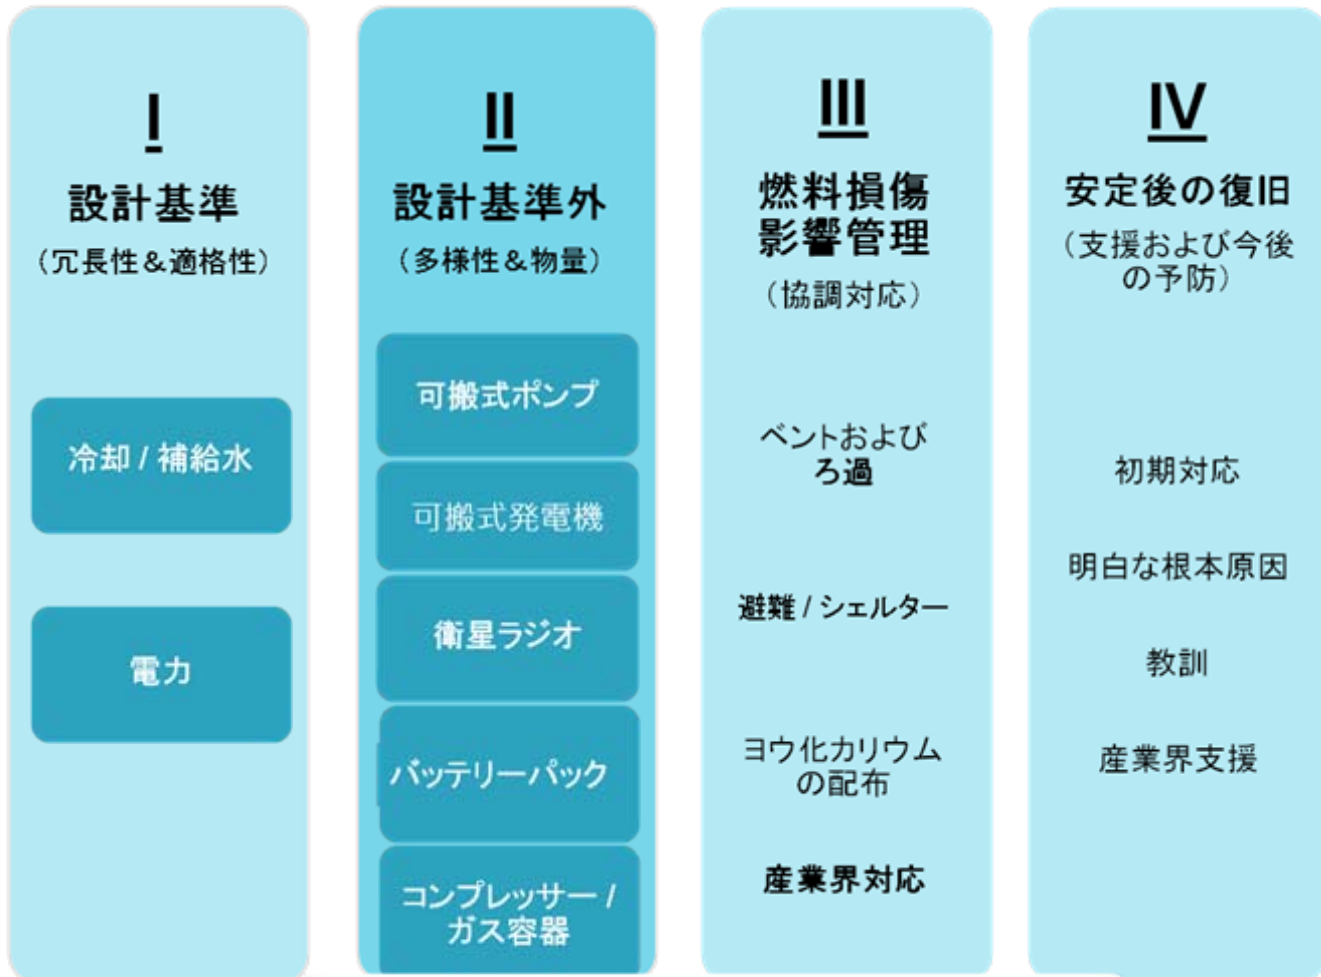 I
設計基準
（冗長性＆適格性）
冷却 / 補給水
電力
II
設計基準外
（多様性＆物量）
可搬式ポンプ
可搬式発電機
衛星ラジオ
バッテリーパック
コンプレッサー /
ガス容器
III
燃料損傷
影響管理
（協調対応）
ベントおよび
ろ過
避難 / シェルター
ヨウ化カリウム
の配布
産業界対応
IV
安定後の復旧
（支援および今後
の予防）
初期対応
明白な根本原因
教訓
産業界支援